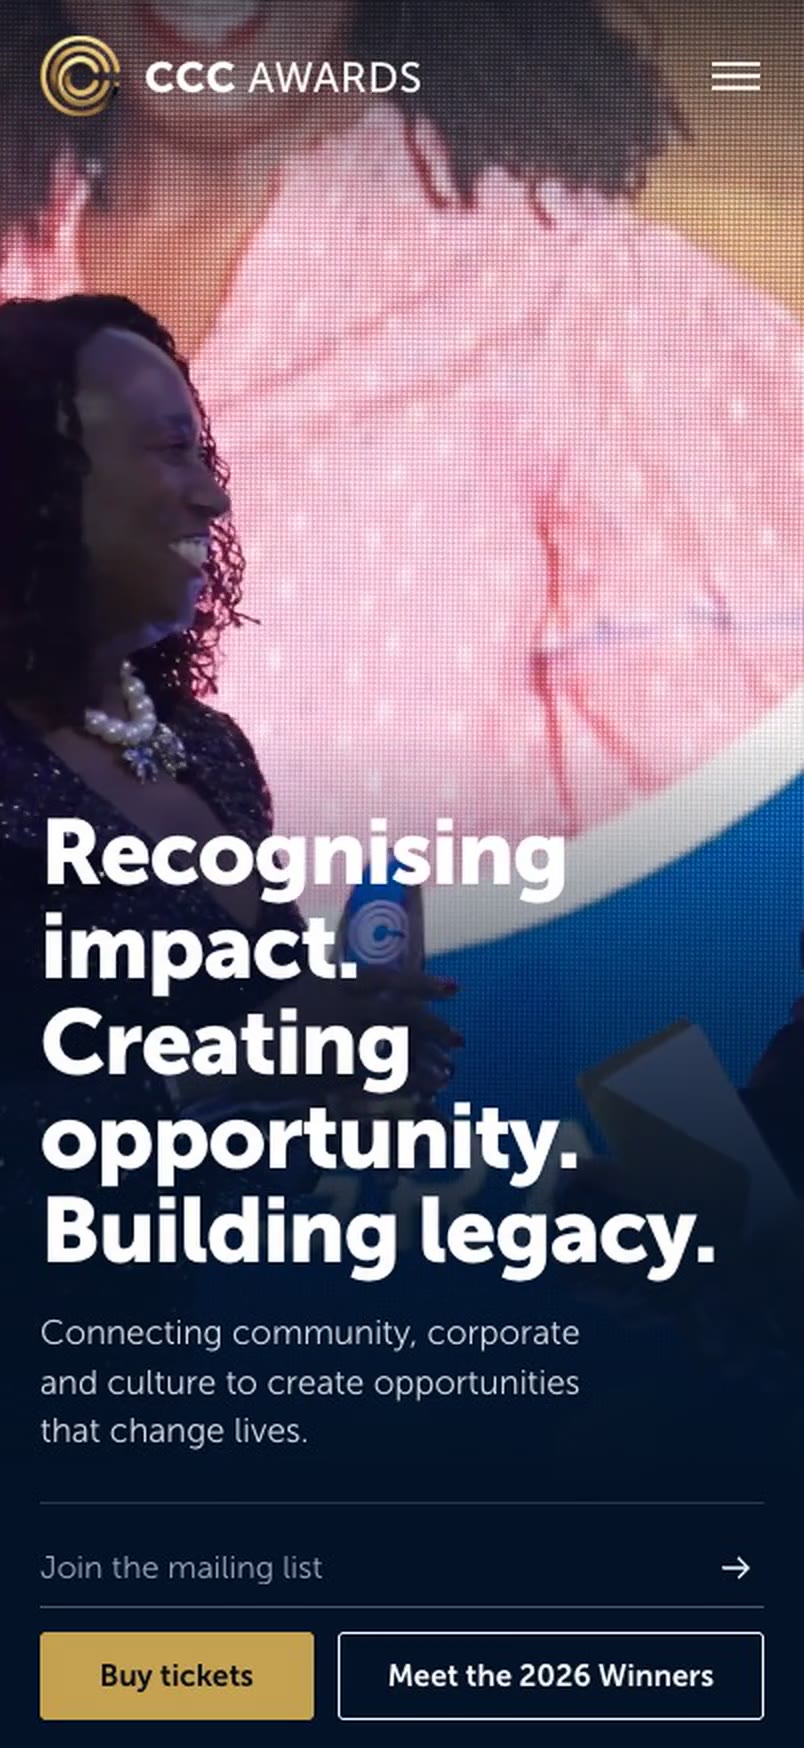 CCC AWARDS
Recognising
impact.
Creating
opportunity.
Building legacy.
Connecting community, corporate
and culture to create opportunities
that change lives.
Join the mailing list
Buy tickets
Meet the 2026 Winners